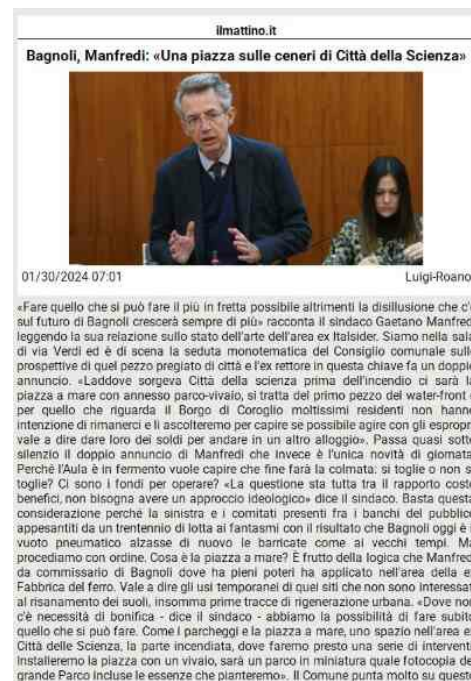 ilmattino.it
Bagnoli, Manfredi: «Una piazza sulle ceneri di Città della Scienza»
01/30/2024 07:01 Luigi-Roano
«Fare quello che si può fare il più in fretta possibile altrimenti la disillusione che c'
sul futuro di Bagnoli crescerà sempre di più» racconta il sindaco Gaetano Manfred
leggendo la sua relazione sullo stato dell'arte dell'area ex Italsider. Siamo nella sala
di via Verdi ed è di scena la seduta monotematica del Consiglio comunale sulle
prospettive di quel pezzo pregiato di città e l'ex rettore in questa chiave fa un doppio
annuncio. «Laddove sorgeva Città della scienza prima dell'incendio ci sarà la
piazza a mare con annesso parco-vivaio, si tratta del primo pezzo del water-front
per quello che riguarda il Borgo di Coroglio moltissimi residenti non hanno
intenzione di rimanerci e li ascolteremo per capire se possibile agire con gli espropri
vale a dire dare loro dei soldi per andare in un altro alloggio». Passa quasi sotto
silenzio il doppio annuncio di Manfredi che invece è l'unica novità di giornata.
Perché l'Aula è in fermento vuole capire che fine farà la colmata: si toglie o non si
toglie? Ci sono i fondi per operare? «La questione sta tutta tra il rapporto costi
benefici, non bisogna avere un approccio ideologico» dice il sindaco. Basta questa
considerazione perché la sinistra e i comitati presenti fra i banchi del pubblico
appesantiti da un trentennio di lotta ai fantasmi con il risultato che Bagnoli oggi è i
vuoto pneumatico alzasse di nuovo le barricate come ai vecchi tempi. Ma
procediamo con ordine. Cosa è la piazza a mare? È frutto della logica che Manfred
da commissario di Bagnoli dove ha pieni poteri ha applicato nell'area della ex
Fabbrica del ferro. Vale a dire gli usi temporanei di quei siti che non sono interessati
al risanamento dei suoli, insomma prime tracce di rigenerazione urbana. «Dove non
c'è necessità di bonifica - dice il sindaco - abbiamo la possibilità di fare subito
quello che si può fare. Come i parcheggi e la piazza a mare, uno spazio nell'area ex
Città delle Scienza, la parte incendiata, dove faremo presto una serie di interventi.
Installeremo la piazza con un vivaio, sarà un parco in miniatura quale fotocopia del
grande Parco incluse le essenze che pianteremo». Il Comune punta molto su queste